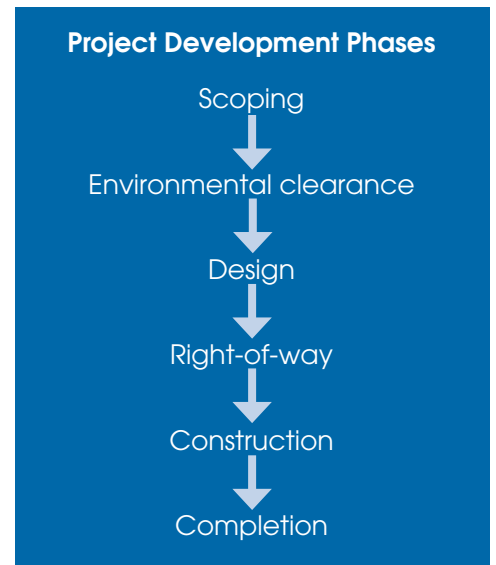 Project Development Phases
Scoping
Environmental clearance
Design
Right-of-way
Construction
Completion